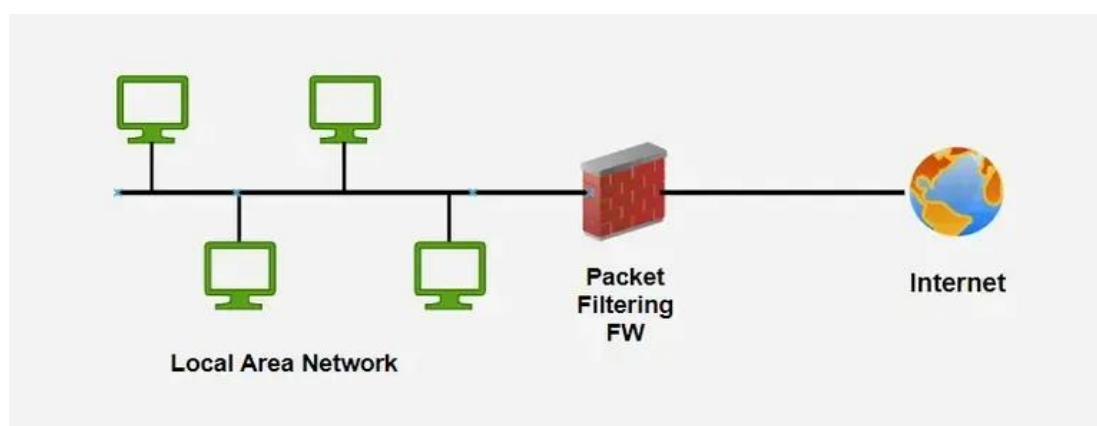 Packet
Filtering
FW
Internet
Local Area Network